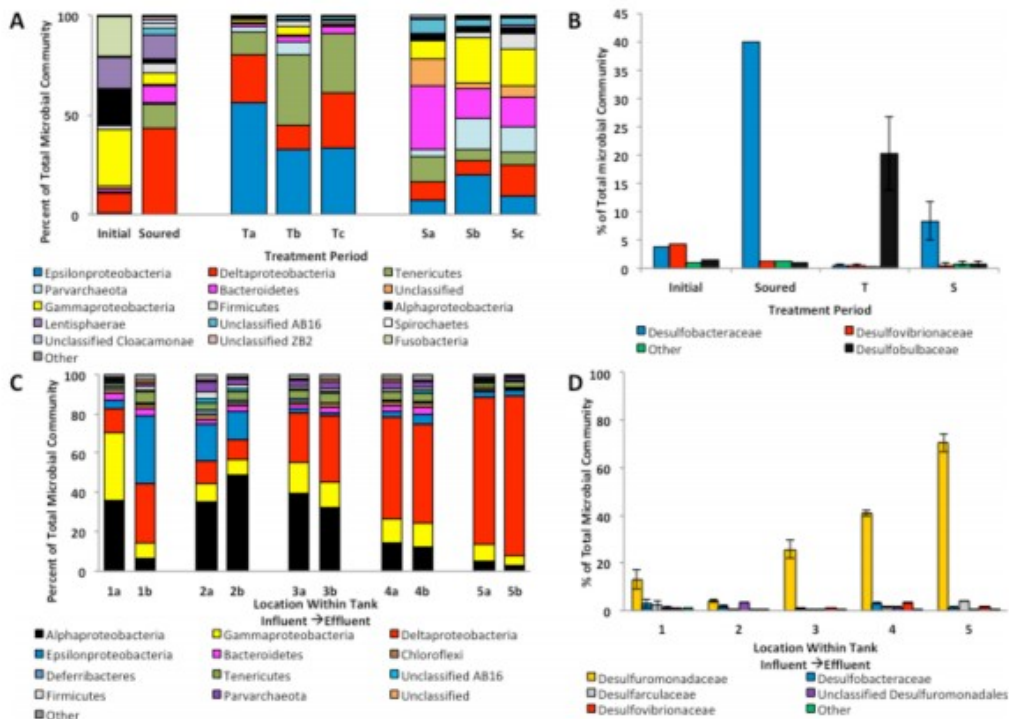 A
Percent of Total Microbial Community
100
50
0
Initial Soured Ta Tb Tc Sa Sb Sc
Treatment Period
Epsilonproteobacteria Deltaproteobacteria Tenericutes
Parvarchaeota Bacteroidetes Unclassified
Gammaproteobacteria Firmicutes Alphaproteobacteria
Lentisphaerae Unclassified AB16 Spirochaetes
Unclassified Cloacamonae Unclassified ZB2 Fusobacteria
Other
B
% of Total microbial Community
45
40
35
30
25
20
15
10
5
0
Initial Soured T S
Treatment Period
Desulfobacteraceae Desulfovibrionaceae
Other Desulfobulbaceae
C
Percent of Total Microbial Community
100
80
60
40
20
0
1a 1b 2a 2b 3a 3b 4a 4b 5a 5b
Location Within Tank
Influent →Effluent
Alphaproteobacteria Gammaproteobacteria Deltaproteobacteria
Epsilonproteobacteria Bacteroidetes Chloroflexi
Deferribacteres Tenericutes Unclassified AB16
Firmicutes Parvarchaeota Unclassified
Other
D
% of Total Microbial Community
100
80
60
40
20
0
1 2 3 4 5
Location Within Tank
Influent →Effluent
Desulfuromonadaceae Desulfobacteraceae
Desulfarculaceae Unclassified Desulfuromonadales
Desulfovibrionaceae Other